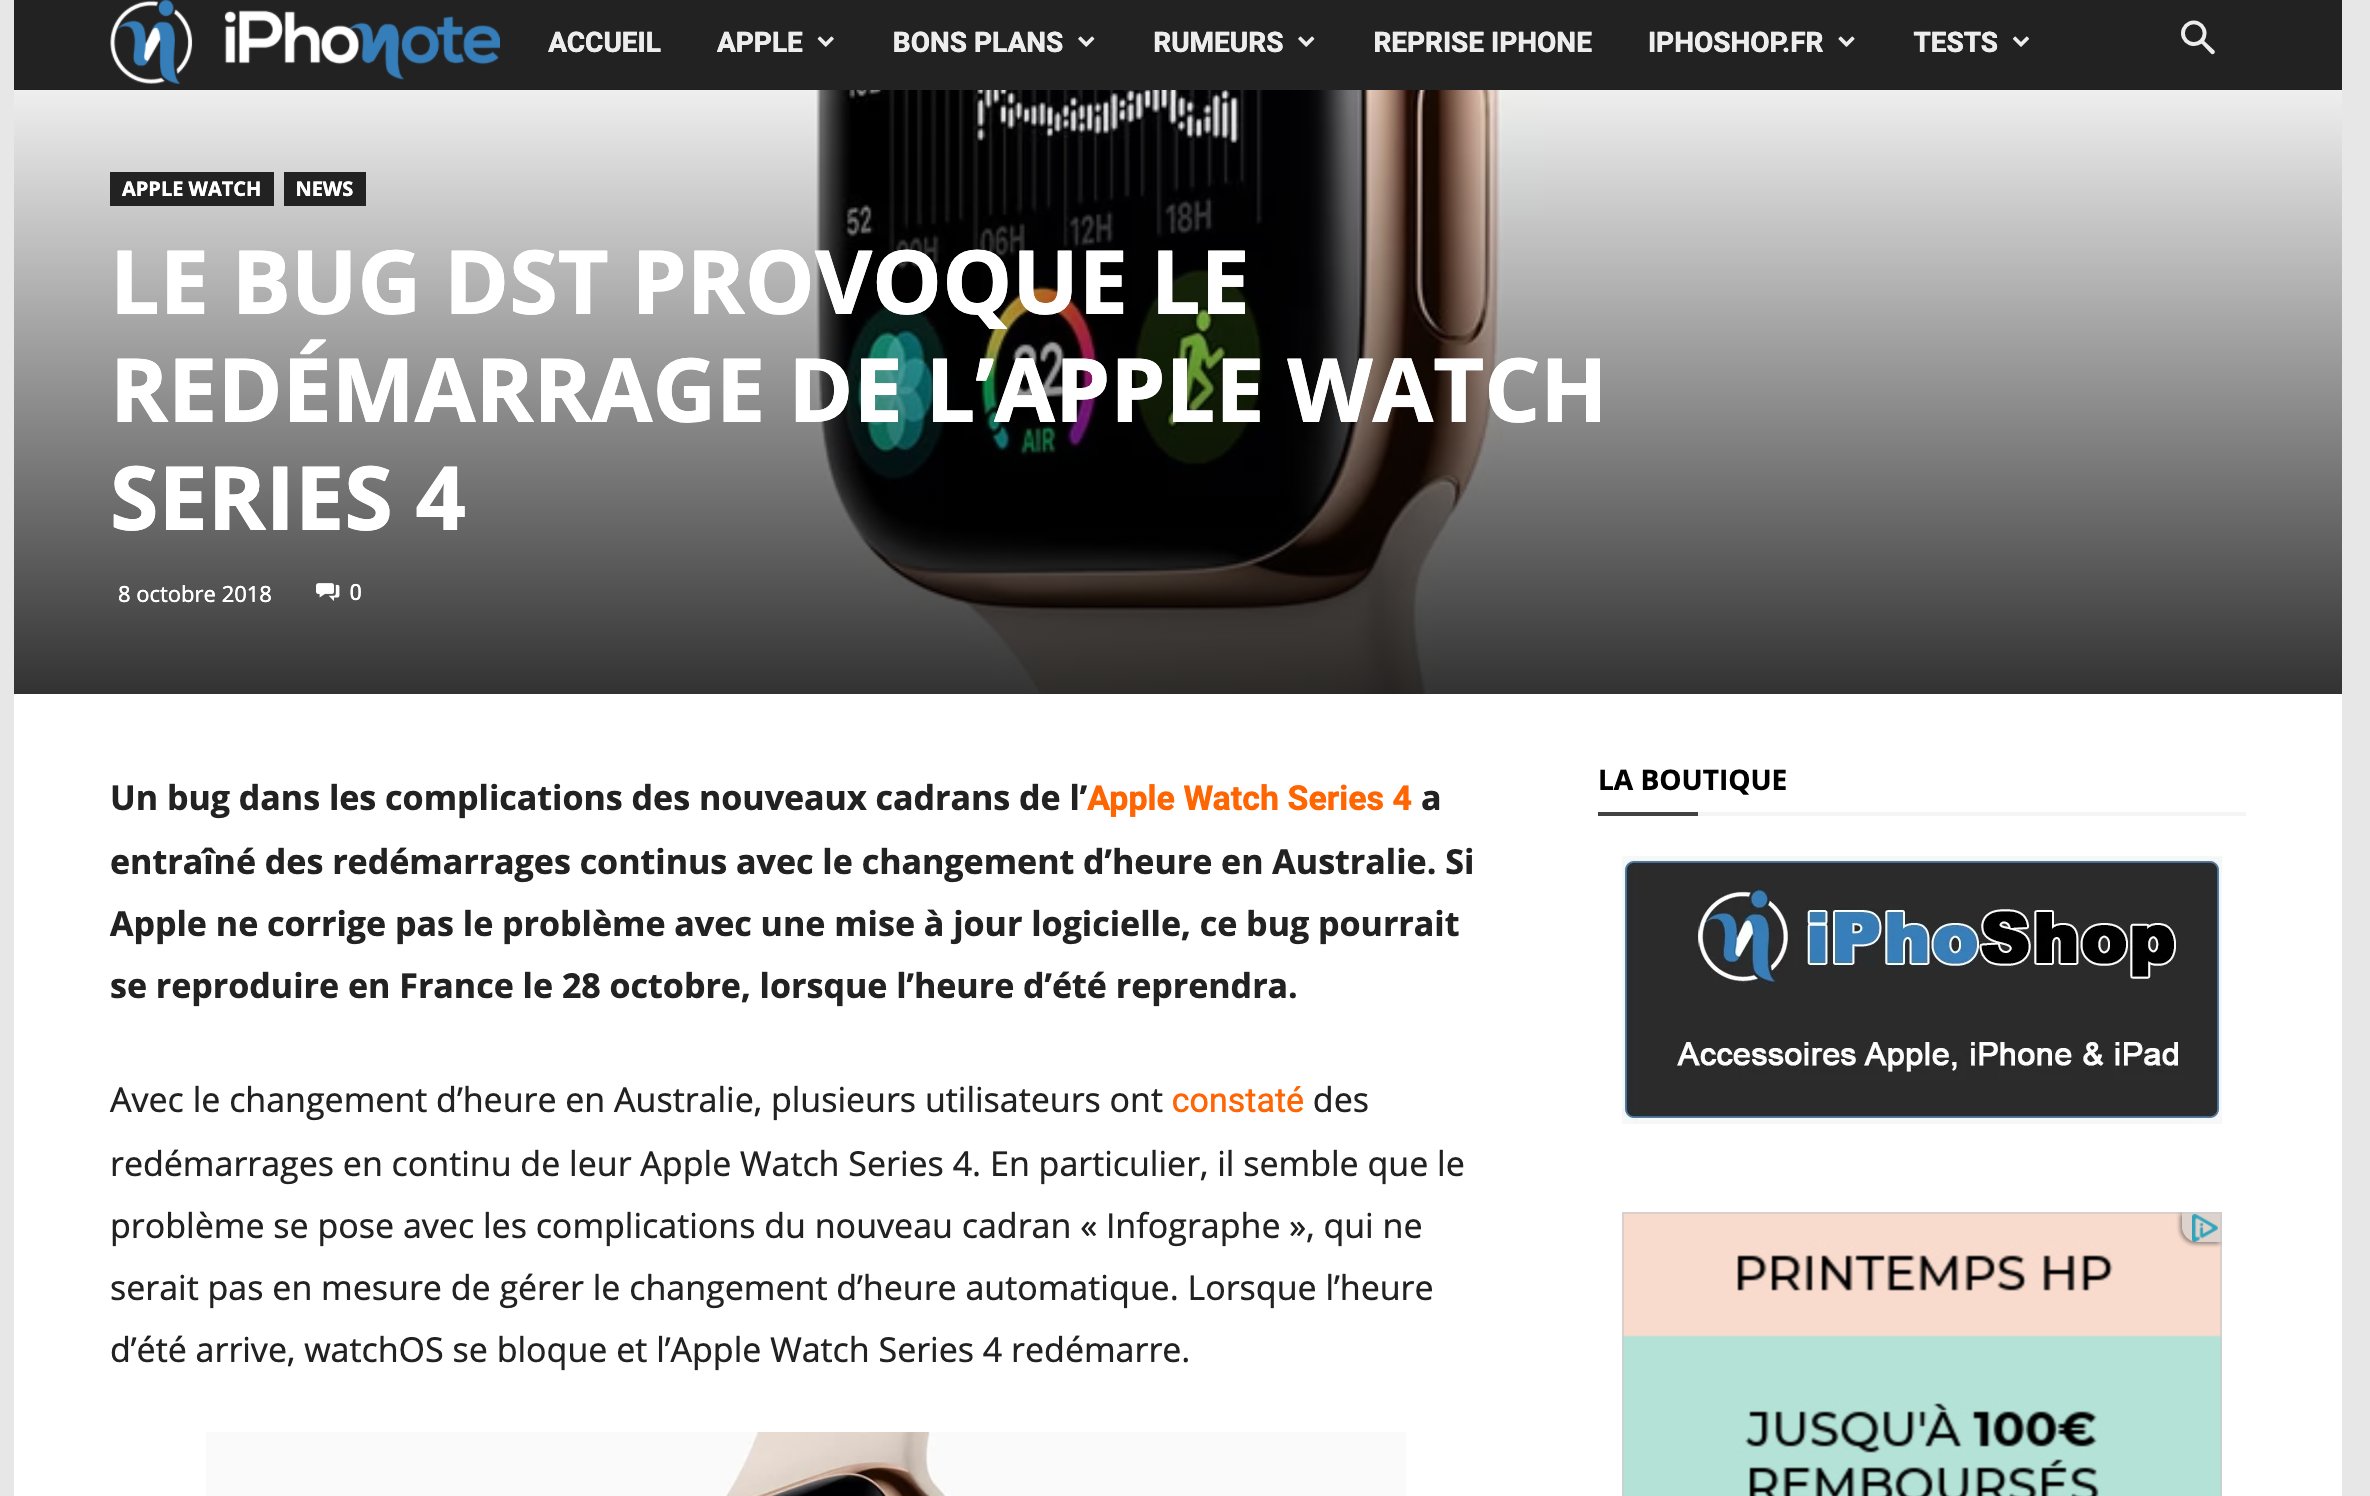 iPhonote
ACCUEIL
APPLE
BONS PLANS
RUMEURS
REPRISE IPHONE
IPHOSHOP.FR
TESTS
52
06H
12H
18H
APPLE WATCH
NEWS
LE BUG DST PROVOQUE LE
REDÉMARRAGE DE L’APPLE WATCH
SERIES 4
AIR
8 octobre 2018
0
Un bug dans les complications des nouveaux cadrans de l’Apple Watch Series 4 a
entraîné des redémarrages continus avec le changement d’heure en Australie. Si
Apple ne corrige pas le problème avec une mise à jour logicielle, ce bug pourrait
se reproduire en France le 28 octobre, lorsque l’heure d’été reprendra.
Avec le changement d’heure en Australie, plusieurs utilisateurs ont constaté des
redémarrages en continu de leur Apple Watch Series 4. En particulier, il semble que le
problème se pose avec les complications du nouveau cadran « Infographe », qui ne
serait pas en mesure de gérer le changement d’heure automatique. Lorsque l’heure
d’été arrive, watchOS se bloque et l’Apple Watch Series 4 redémarre.
LA BOUTIQUE
iPhoShop
Accessoires Apple, iPhone & iPad
PRINTEMPS HP
JUSQU'À 100€
REMBOURSÉS